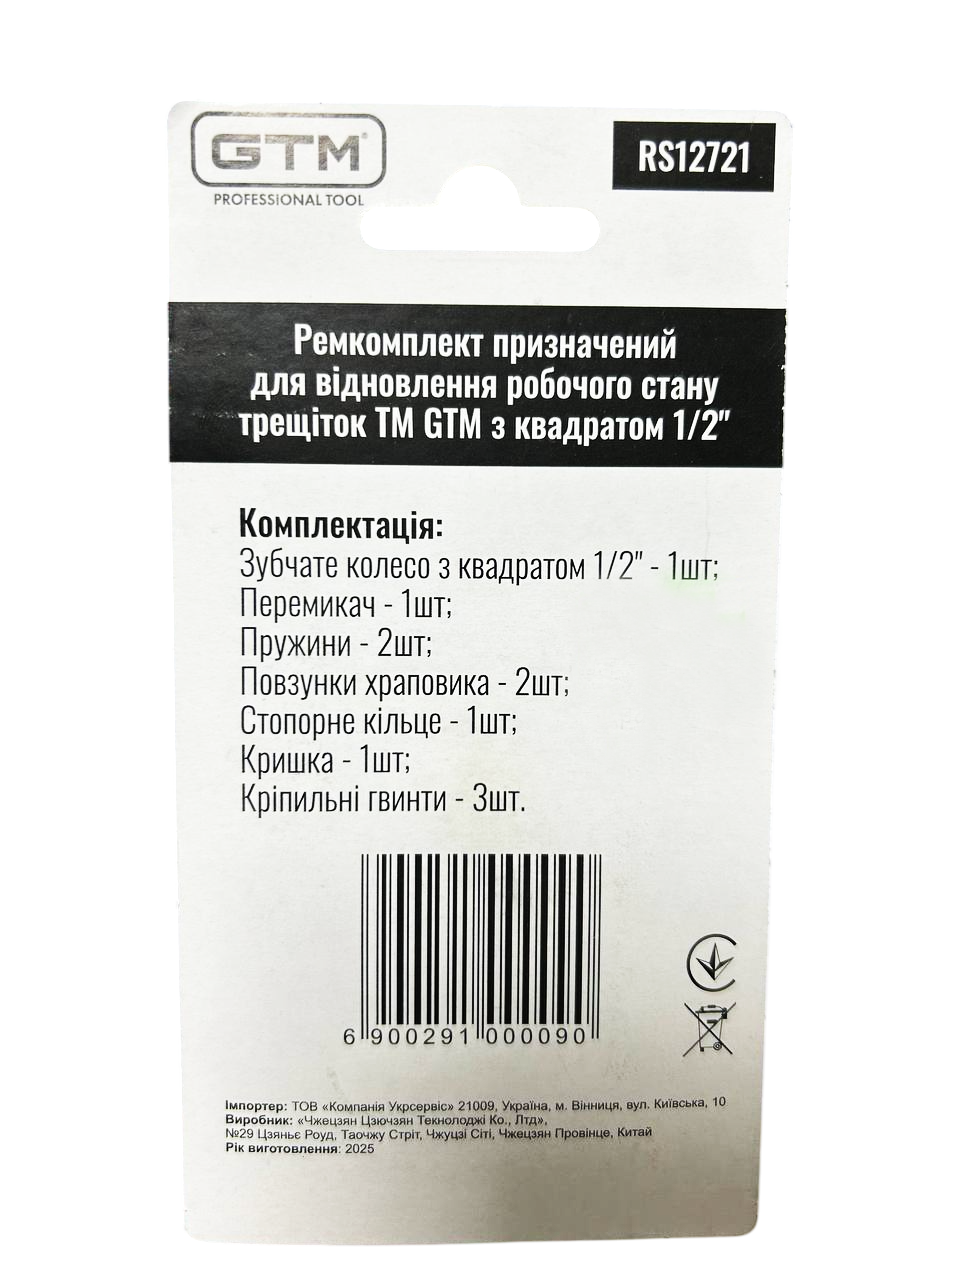 GTM®
PROFESSIONAL TOOL
RS12721
Ремкомплект призначений
для відновлення робочого стану
трещіток ТМ GTM з квадратом 1/2"
Комплектація:
Зубчате колесо з квадратом 1/2" - 1шт;
Перемикач - 1шт;
Пружини - 2шт;
Повзунки храповика - 2шт;
Стопорне кільце - 1шт;
Кришка - 1шт;
Кріпильні гвинти - 3шт.
6 900291 000090
Імпортер: ТОВ «Компанія Укрсервіс» 21009, Україна, м. Вінниця, вул. Київська, 10
Виробник: «Чжецзян Цзючзян Текнолоджі Ко., Лтд»,
№29 Цзяньє Роуд, Таочжу Стріт, Чжуцзі Сіті, Чжецзян Провінце, Китай
Рік виготовлення: 2025